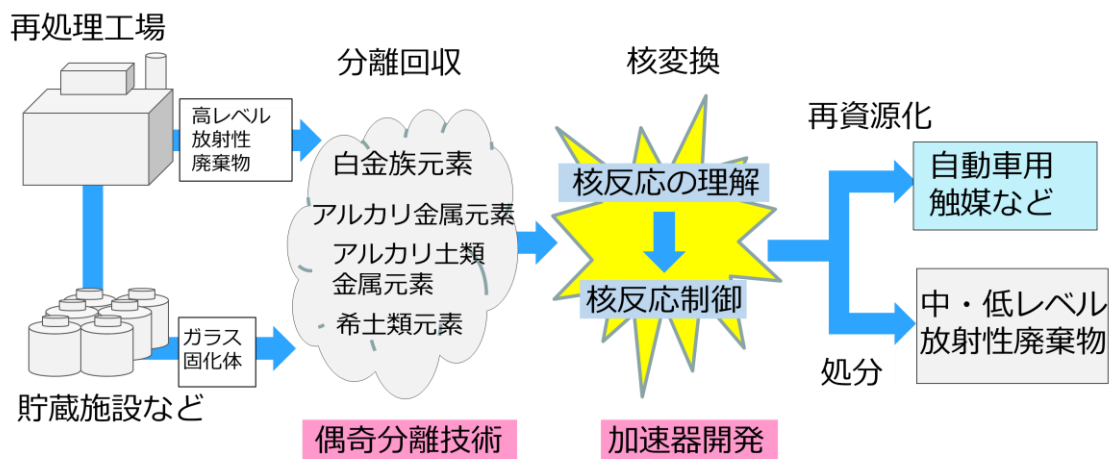 再処理工場
高レベル
放射性
廃棄物
貯蔵施設など
ガラス
固化体
分離回収
白金族元素
アルカリ金属元素
アルカリ土類
金属元素
希土類元素
偶奇分離技術
核変換
核反応の理解
核反応制御
加速器開発
再資源化
自動車用
触媒など
中・低レベル
放射性廃棄物
処分